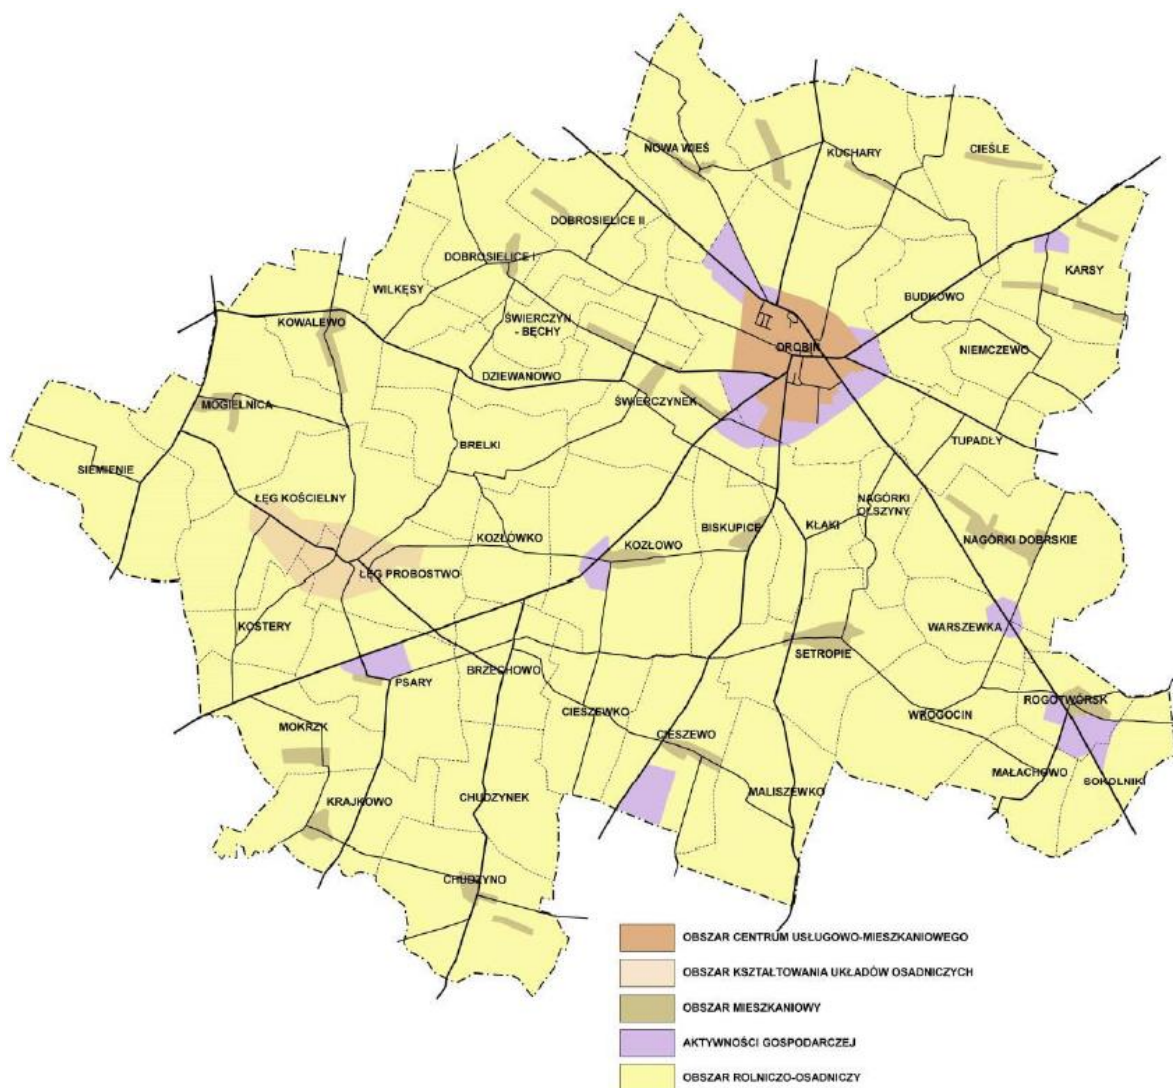 NOWA WIEŚ
KUCHARY
CIEŚLE
DOBROSIELICE II
DOBROSIELICE I
KARSY
WILKĘSY
BUDKOWO
KOWALEWO
ŚWIERCZYN
- BĘCHY
DROBIN
NIEMCZEWO
DZIEWANOWO
ŚWIERCZYNEK
MOGIELNICA
BRELKI
TUPADŁY
SIEMIENIE
ŁĘG KOŚCIELNY
NAGÓRKI
OLSZYNY
BISKUPICE
KŁAKI
KOZŁÓWKO
KOZŁOWO
NAGÓRKI DOBRSKIE
ŁĘG PROBOSTWO
KOSTERY
WARSZEWKA
SETROPIE
BRZECHOWO
PSARY
ROGOTWÓRSK
CIESZEWKO
WROGOCIN
MOKRZK
CIESZEWO
MAŁACHOWO
SOKOLNIKI
MALISZEWKO
CHUDZYNEK
KRAJKOWO
CHUDZYNO
OBSZAR CENTRUM USŁUGOWO-MIESZKANIOWEGO
OBSZAR KSZTAŁTOWANIA UKŁADÓW OSADNICZYCH
OBSZAR MIESZKANIOWY
AKTYWNOŚCI GOSPODARCZEJ
OBSZAR ROLNICZO-OSADNICZY